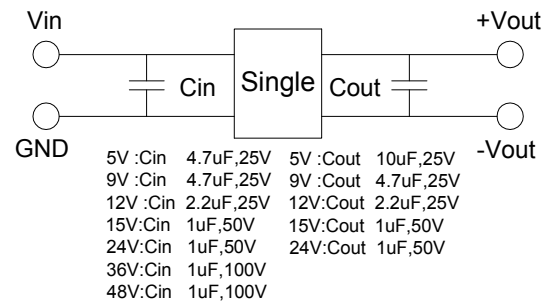 Vin
+Vout
Cin
Single
Cout
GND
-Vout
5V :Cin 4.7uF,25V 5V :Cout 10uF,25V
9V :Cin 4.7uF,25V 9V :Cout 4.7uF,25V
12V :Cin 2.2uF,25V 12V:Cout 2.2uF,25V
15V:Cin 1uF,50V 15V:Cout 1uF,50V
24V:Cin 1uF,50V 24V:Cout 1uF,50V
36V:Cin 1uF,100V
48V:Cin 1uF,100V